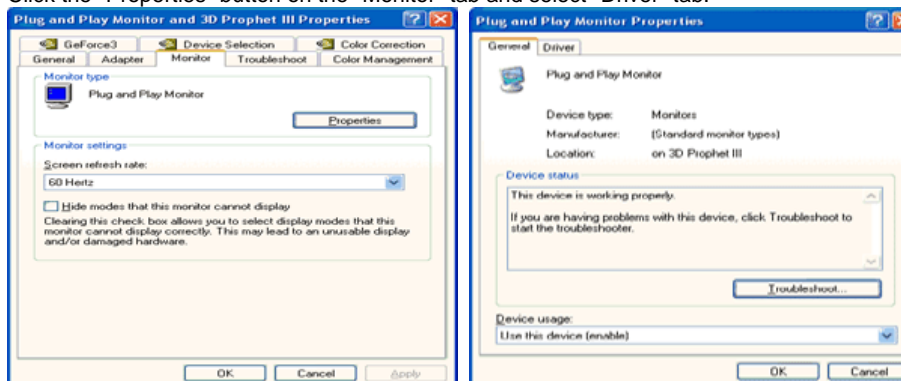 Click the "Properties" button on the "Monitor" tab and select "Driver" tab.
Plug and Play Monitor and 3D Prophet III Properties
GeForce3 Device Selection Color Correction
General Adapter Monitor Troubleshoot Color Management
Monitor type
Plug and Play Monitor
Properties
Monitor settings
Screen refresh rate:
60 Hertz
Hide modes that this monitor cannot display
Clearing this check box allows you to select display modes that this
monitor cannot display correctly. This may lead to an unusable display
and/or damaged hardware.
OK Cancel Apply
Plug and Play Monitor Properties
General Driver
Plug and Play Monitor
Device type: Monitors
Manufacturer: (Standard monitor types)
Location: on 3D Prophet III
Device status
This device is working properly.
If you are having problems with this device, click Troubleshoot to
start the troubleshooter.
Troubleshoot...
Device usage:
Use this device (enable)
OK Cancel